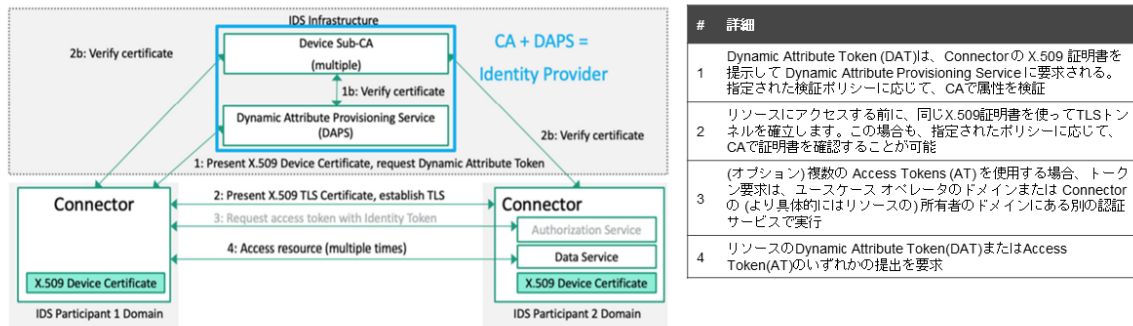 IDS Infrastructure
2b: Verify certificate
Device Sub-CA
(multiple)
CA + DAPS =
Identity Provider
1b: Verify certificate
Dynamic Attribute Provisioning Service
(DAPS)
2b: Verify certificate
1: Present X.509 Device Certificate, request Dynamic Attribute Token
Connector
2: Present X.509 TLS Certificate, establish TLS
Connector
3: Request access token with Identity Token
Authorization Service
4: Access resource (multiple times)
Data Service
X.509 Device Certificate
X.509 Device Certificate
IDS Participant 1 Domain
IDS Participant 2 Domain
# 詳細
1 Dynamic Attribute Token (DAT)は、Connectorの X.509 証明書を
提示して Dynamic Attribute Provisioning Serviceに要求される。
指定された検証ポリシーに応じて、CAで属性を検証
2 リソースにアクセスする前に、同じX.509証明書を使ってTLSトン
ネルを確立します。この場合も、指定されたポリシーに応じて、
CAで証明書を確認することが可能
3 (オプション) 複数の Access Tokens (AT) を使用する場合、トーク
ン要求は、ユースケース オペレータのドメインまたは Connector
の (より具体的にはリソースの) 所有者のドメインにある別の認証
サービスで実行
4 リソースのDynamic Attribute Token(DAT)またはAccess
Token(AT)のいずれかの提出を要求